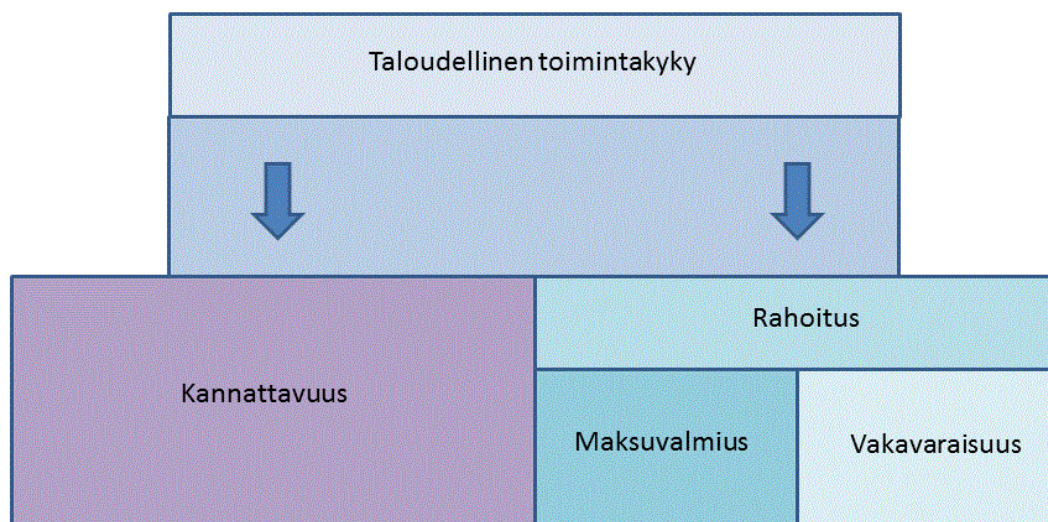 Taloudellinen toimintakyky
Rahoitus
Kannattavuus
Maksuvalmius
Vakavaraisuus